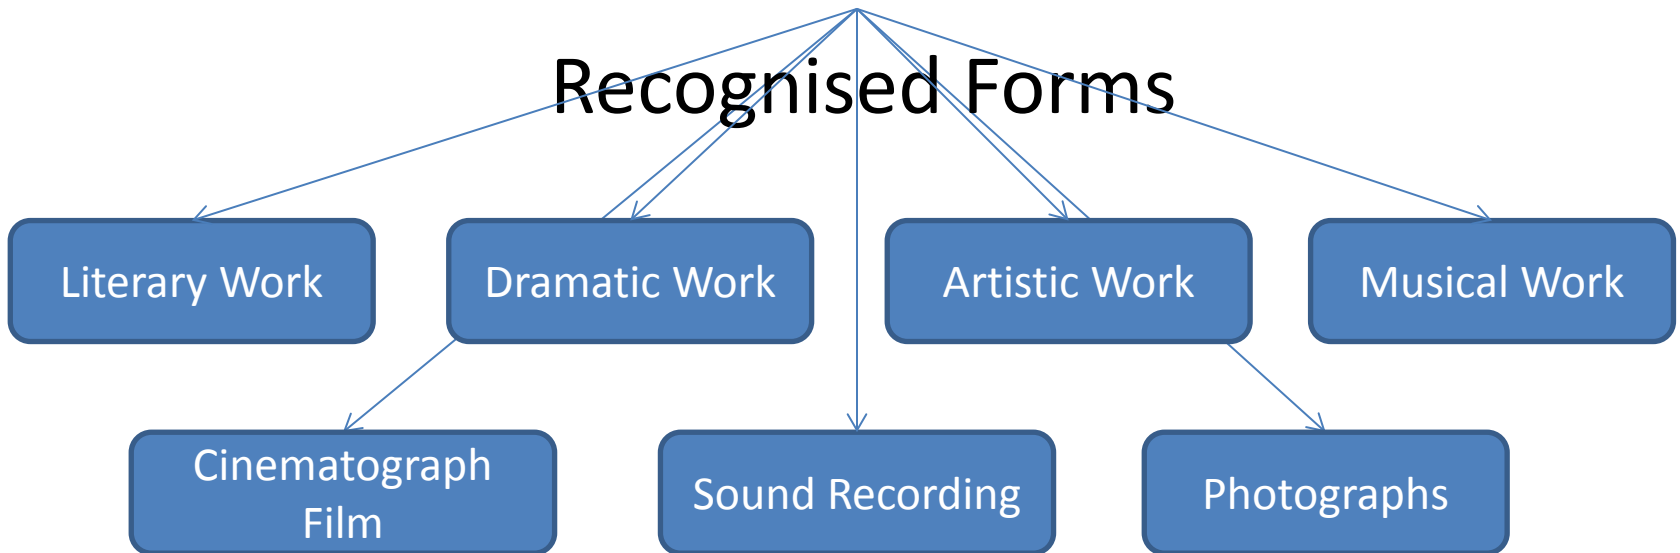 Recognised Forms
Literary Work
Dramatic Work
Artistic Work
Musical Work
Cinematograph
Film
Sound Recording
Photographs